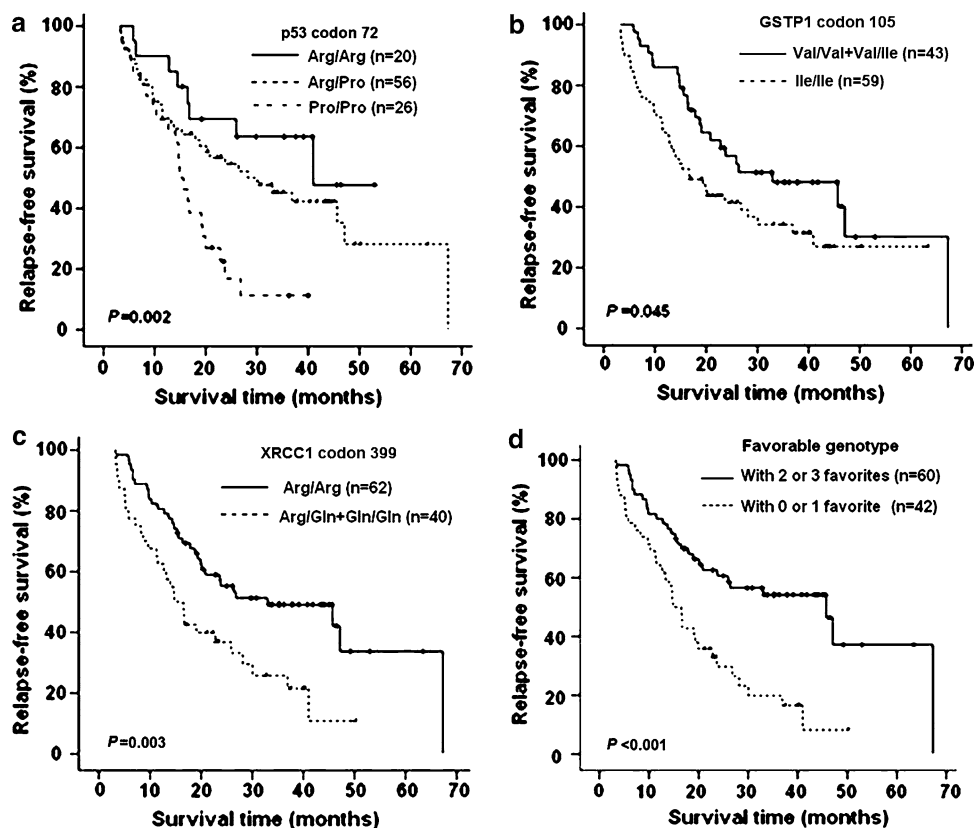 a
p53 codon 72
Arg/Arg (n=20)
Arg/Pro (n=56)
Pro/Pro (n=26)
Relapse-free survival (%)
100
80
60
40
20
0
P=0.002
0 10 20 30 40 50 60 70
Survival time (months)
b
GSTP1 codon 105
Val/Val+Val/Ile (n=43)
Ile/Ile (n=59)
Relapse-free survival (%)
100
80
60
40
20
0
P=0.045
0 10 20 30 40 50 60 70
Survival time (months)
c
XRCC1 codon 399
Arg/Arg (n=62)
Arg/Gln+Gln/Gln (n=40)
Relapse-free survival (%)
100
80
60
40
20
0
P=0.003
0 10 20 30 40 50 60 70
Survival time (months)
d
Favorable genotype
With 2 or 3 favorites (n=60)
With 0 or 1 favorite (n=42)
Relapse-free survival (%)
100
80
60
40
20
0
P<0.001
0 10 20 30 40 50 60 70
Survival time (months)